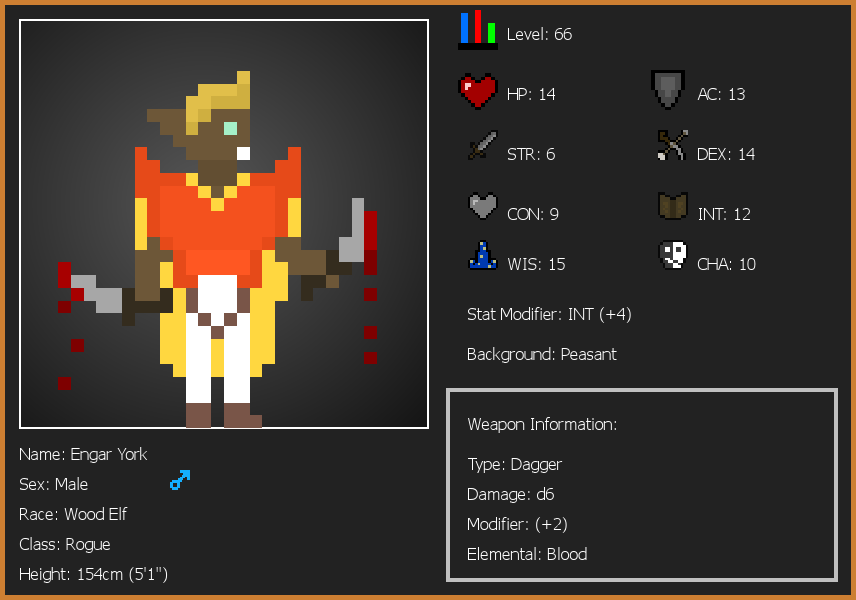 Level: 66
HP: 14
AC: 13
STR: 6
DEX: 14
CON: 9
INT: 12
WIS: 15
CHA: 10
Stat Modifier: INT (+4)
Background: Peasant
Weapon Information:
Type: Dagger
Damage: d6
Modifier: (+2)
Elemental: Blood
Name: Engar York
Sex: Male
Race: Wood Elf
Class: Rogue
Height: 154cm (5'1")